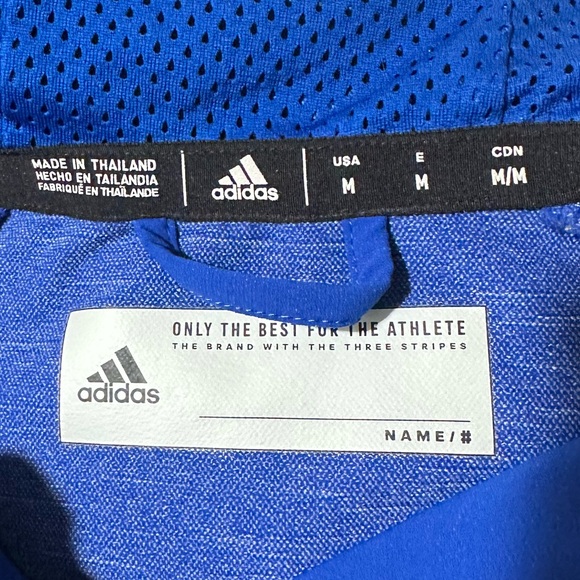 MADE IN THAILAND
HECHO EN TAILANDIA
FABRIQUÉ EN THAÏLANDE
adidas
USA
M
E
M
CDN
M/M
ONLY THE BEST FOR THE ATHLETE
THE BRAND WITH THE THREE STRIPES
adidas
NAME/#